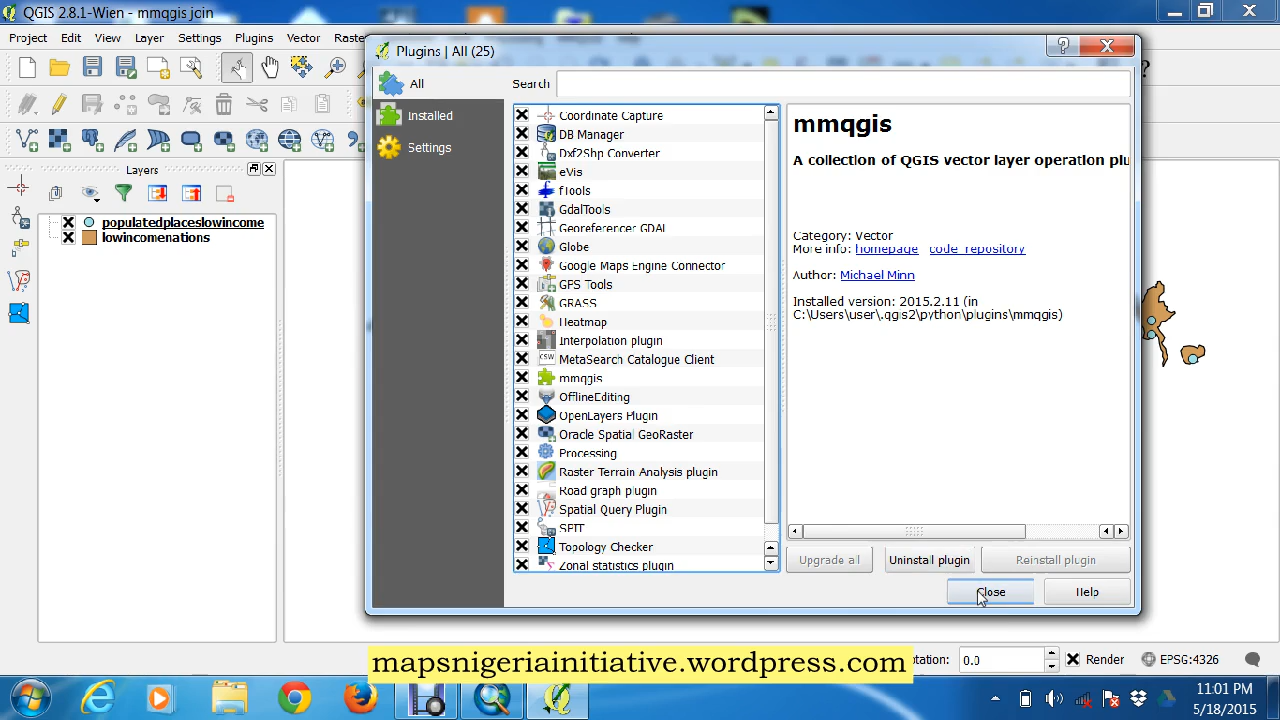 QGIS 2.8.1-Wien - mmqgis join
Project Edit View Layer Settings Plugins Vector Raste
Plugins | All (25)
All
Installed
Settings
Search
Coordinate Capture
DB Manager
Dxf2Shp Converter
eVis
fTools
GdalTools
Georeferencer GDAL
Globe
Google Maps Engine Connector
GPS Tools
GRASS
Heatmap
Interpolation plugin
MetaSearch Catalogue Client
mmqgis
OfflineEditing
OpenLayers Plugin
Oracle Spatial GeoRaster
Processing
Raster Terrain Analysis plugin
Road graph plugin
Spatial Query Plugin
SPIT
Topology Checker
Zonal statistics plugin
mmqgis
A collection of QGIS vector layer operation plu
Category: Vector
More info: homepage code repository
Author: Michael Minn
Installed version: 2015.2.11 (in
C:\Users\user\.qgis2\python\plugins\mmqgis)
Upgrade all Uninstall plugin Reinstall plugin
Close Help
Layers
populatedplaceslowincome
lowincomenations
otation: 0.0 Render EPSG:4326
mapsnigeriainitiative.wordpress.com
11:01 PM
5/18/2015